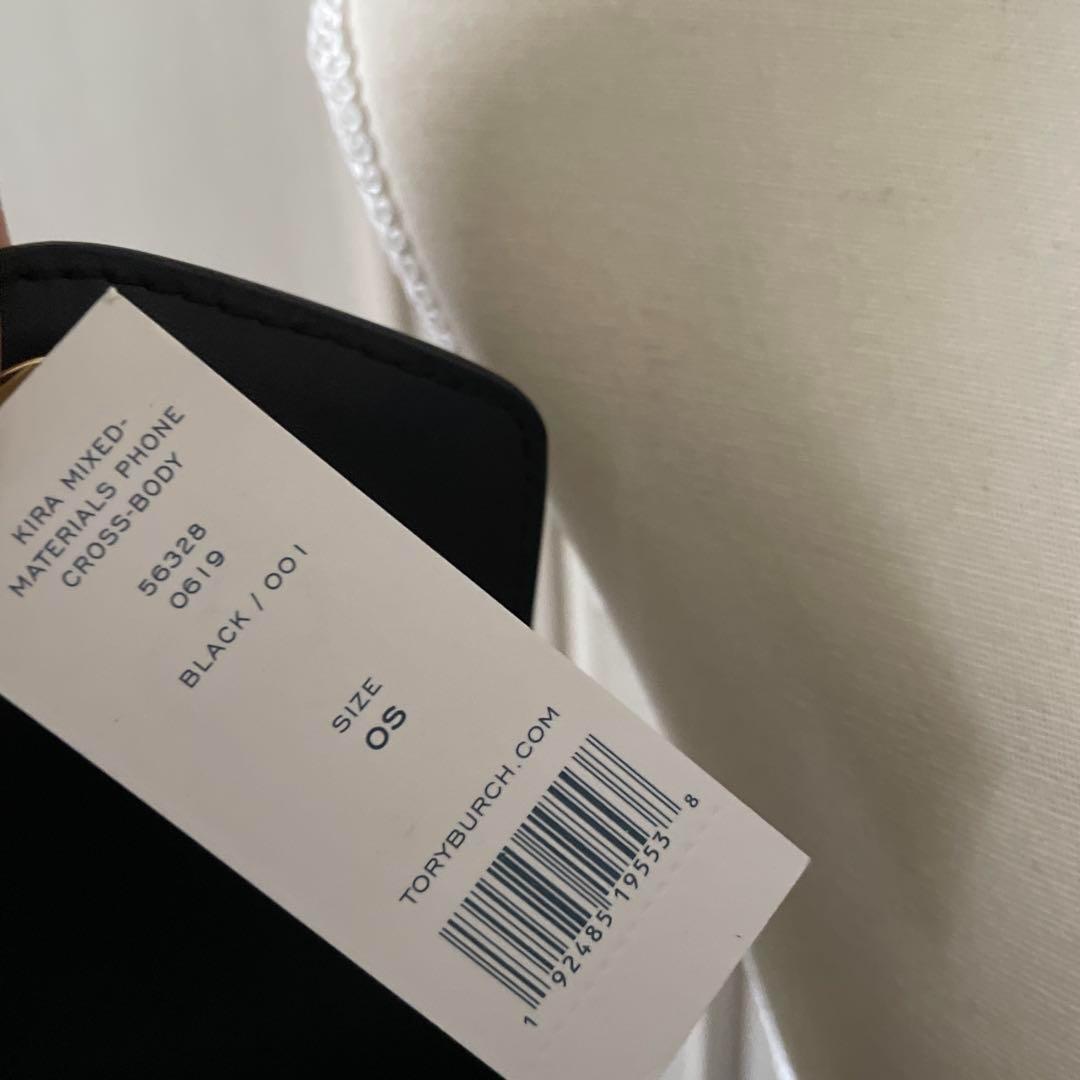 KIRA MIXED-
MATERIALS PHONE
CROSS-BODY
56328
0619
BLACK / 001
SIZE
OS
TORYBURCH.COM
1 92485 19553 8